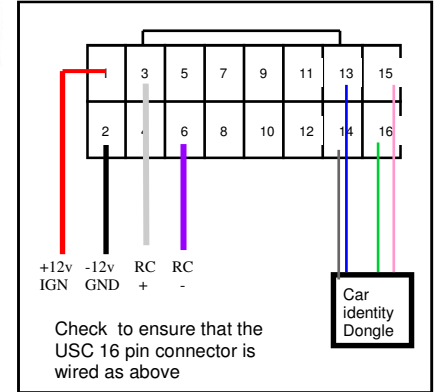 1 3 5 7 9 11 13 15
2 4 6 8 10 12 14 16
+12v -12v RC RC
IGN GND + -
Car
identity
Dongle
Check to ensure that the
USC 16 pin connector is
wired as above